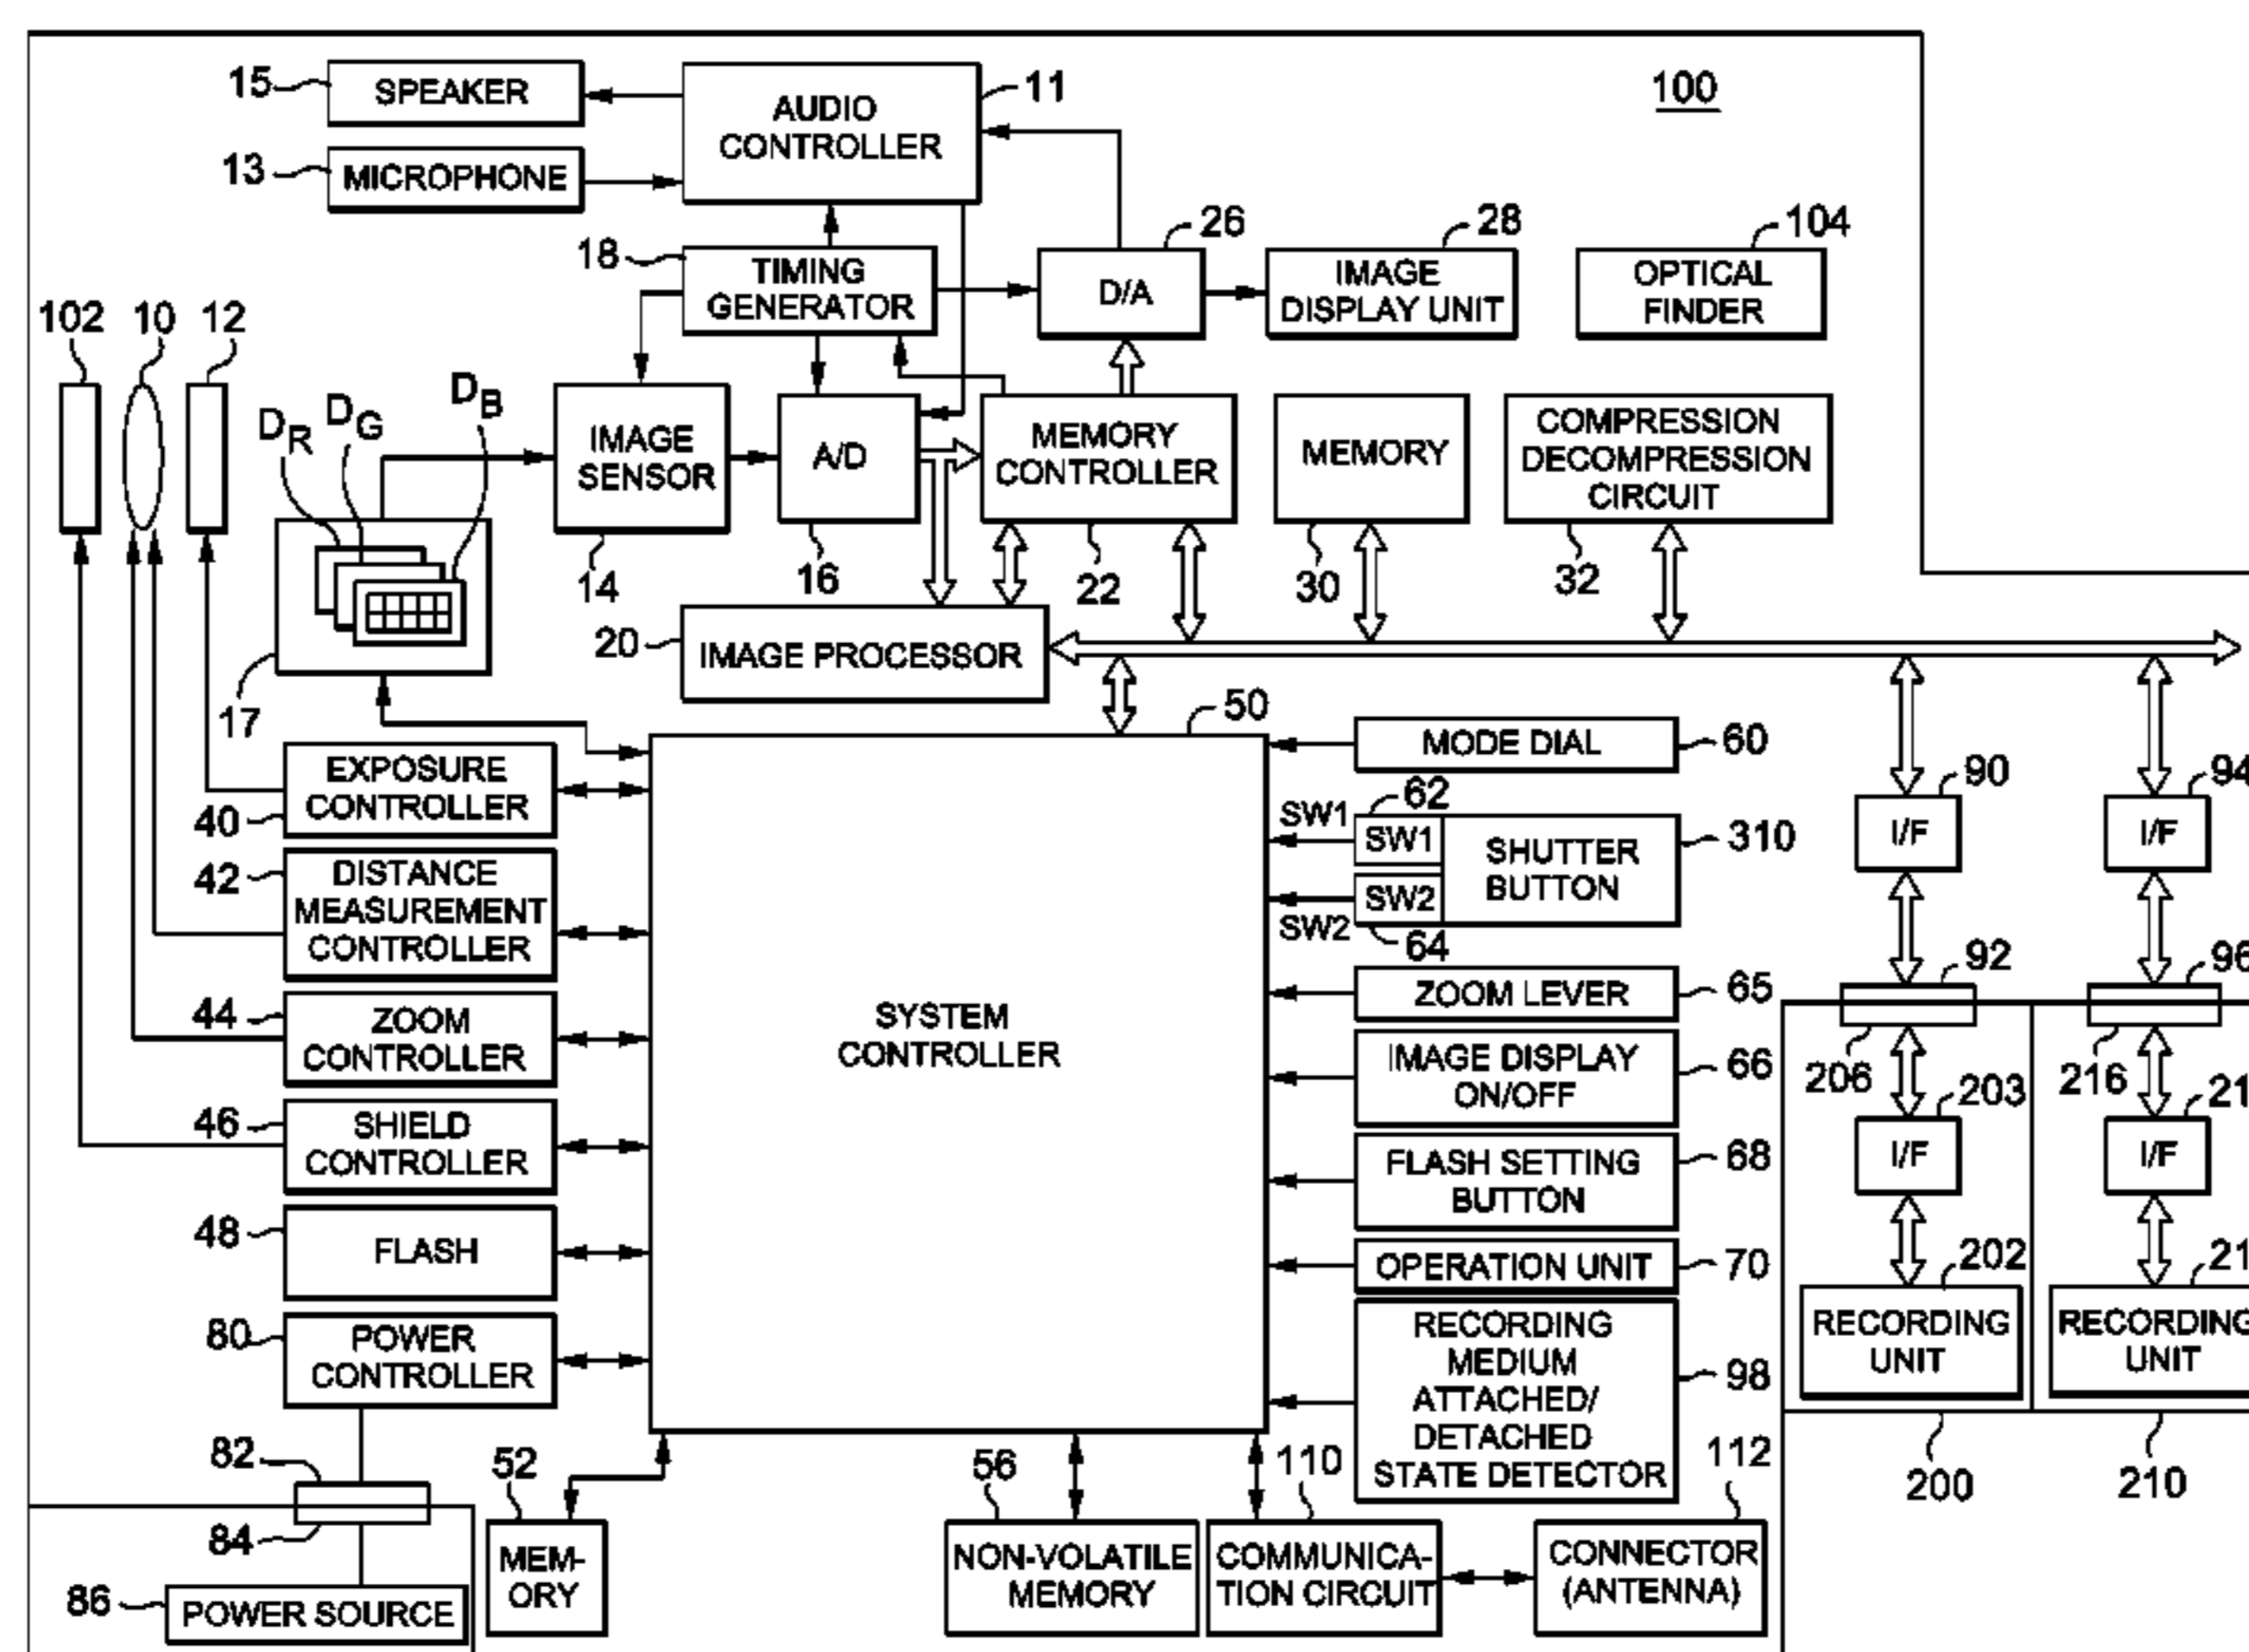 100
15
SPEAKER
AUDIO
CONTROLLER
11
13
MICROPHONE
18
TIMING
GENERATOR
26
D/A
28
IMAGE
DISPLAY UNIT
104
OPTICAL
FINDER
102
10
12
DR
DG
DB
IMAGE
SENSOR
14
A/D
16
MEMORY
CONTROLLER
22
MEMORY
30
COMPRESSION
DECOMPRESSION
CIRCUIT
32
17
20
IMAGE PROCESSOR
50
SYSTEM
CONTROLLER
EXPOSURE
CONTROLLER
40
42
DISTANCE
MEASUREMENT
CONTROLLER
44
ZOOM
CONTROLLER
46
SHIELD
CONTROLLER
48
FLASH
80
POWER
CONTROLLER
82
84
86
POWER SOURCE
MODE DIAL
60
SW1
62
SW1
SHUTTER
BUTTON
310
SW2
SW2
64
ZOOM LEVER
65
IMAGE DISPLAY
ON/OFF
66
FLASH SETTING
BUTTON
68
OPERATION UNIT
70
RECORDING
MEDIUM
ATTACHED/
DETACHED
STATE DETECTOR
98
52
MEM-
ORY
56
NON-VOLATILE
MEMORY
110
COMMUNICA-
TION CIRCUIT
112
CONNECTOR
(ANTENNA)
90
I/F
92
206
203
I/F
202
RECORDING
UNIT
200
94
I/F
96
216
I/F
RECORDING
UNIT
210